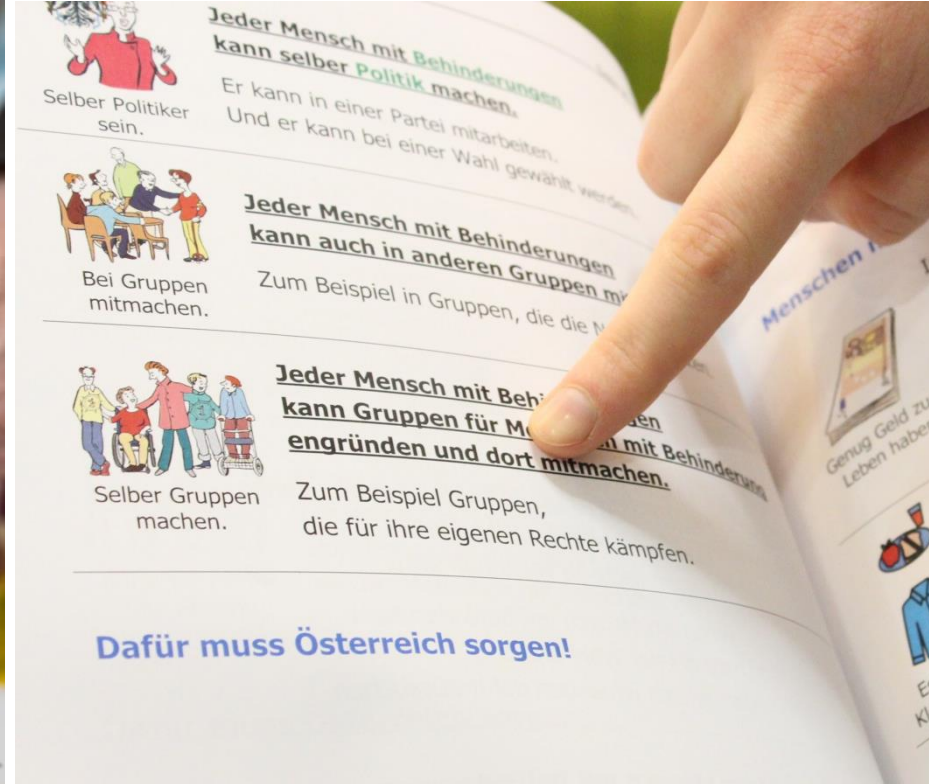 Selber Politiker
sein.
Jeder Mensch mit Behinderungen
kann selber Politik machen.
Er kann in einer Partei mitarbeiten.
Und er kann bei einer Wahl gewählt werden.
Bei Gruppen
mitmachen.
Jeder Mensch mit Behinderungen
kann auch in anderen Gruppen
Zum Beispiel in Gruppen, die die
Selber Gruppen
machen.
Jeder Mensch mit
kann Gruppen für mit Behinderung
engründen und dort mitmachen.
Zum Beispiel Gruppen,
die für ihre eigenen Rechte kämpfen.
Dafür muss Österreich sorgen!
Menschen
Genug Geld zu
Leben haben